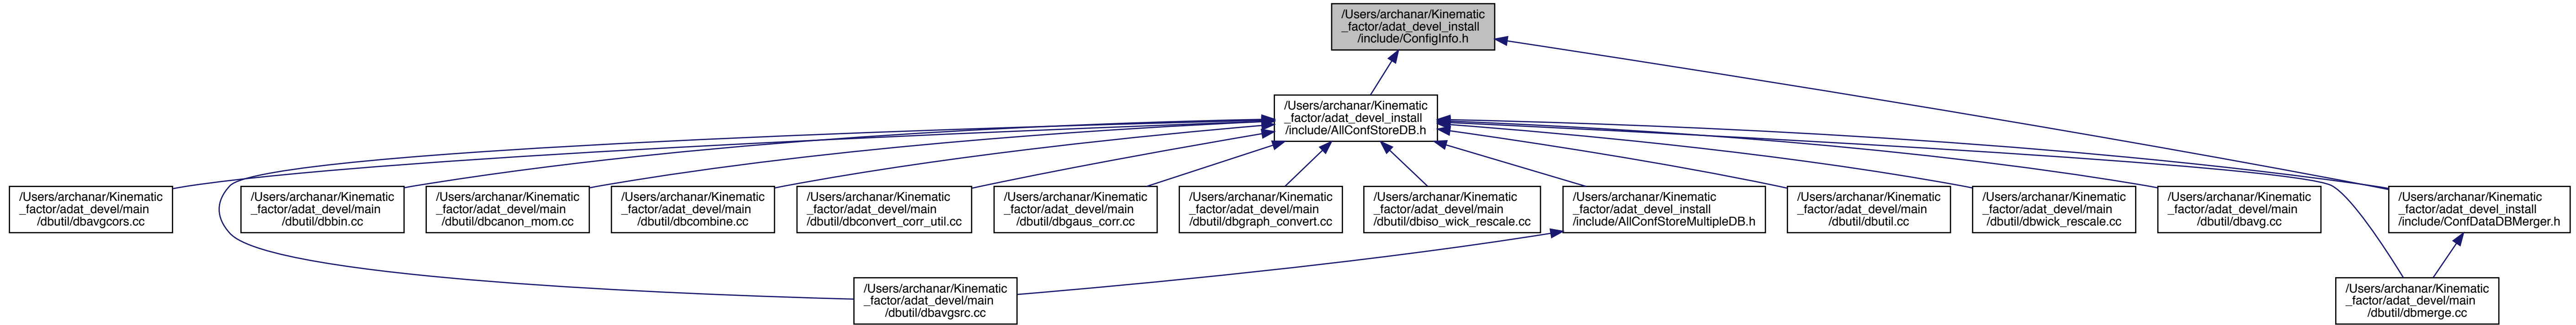 /Users/archanar/Kinematic
_factor/adat_devel_install
/include/ConfigInfo.h
/Users/archanar/Kinematic
_factor/adat_devel_install
/include/AllConfStoreDB.h
/Users/archanar/Kinematic
_factor/adat_devel/main
/dbutil/dbavgcors.cc
/Users/archanar/Kinematic
_factor/adat_devel/main
/dbutil/dbbin.cc
/Users/archanar/Kinematic
_factor/adat_devel/main
/dbutil/dbcanon_mom.cc
/Users/archanar/Kinematic
_factor/adat_devel/main
/dbutil/dbcombine.cc
/Users/archanar/Kinematic
_factor/adat_devel/main
/dbutil/dbconvert_corr_util.cc
/Users/archanar/Kinematic
_factor/adat_devel/main
/dbutil/dbgaus_corr.cc
/Users/archanar/Kinematic
_factor/adat_devel/main
/dbutil/dbgraph_convert.cc
/Users/archanar/Kinematic
_factor/adat_devel/main
/dbutil/dbiso_wick_rescale.cc
/Users/archanar/Kinematic
_factor/adat_devel_install
/include/AllConfStoreMultipleDB.h
/Users/archanar/Kinematic
_factor/adat_devel/main
/dbutil/dbutil.cc
/Users/archanar/Kinematic
_factor/adat_devel/main
/dbutil/dbwick_rescale.cc
/Users/archanar/Kinematic
_factor/adat_devel/main
/dbutil/dbavg.cc
/Users/archanar/Kinematic
_factor/adat_devel_install
/include/ConfDataDBMerger.h
/Users/archanar/Kinematic
_factor/adat_devel/main
/dbutil/dbavgsrc.cc
/Users/archanar/Kinematic
_factor/adat_devel/main
/dbutil/dbmerge.cc